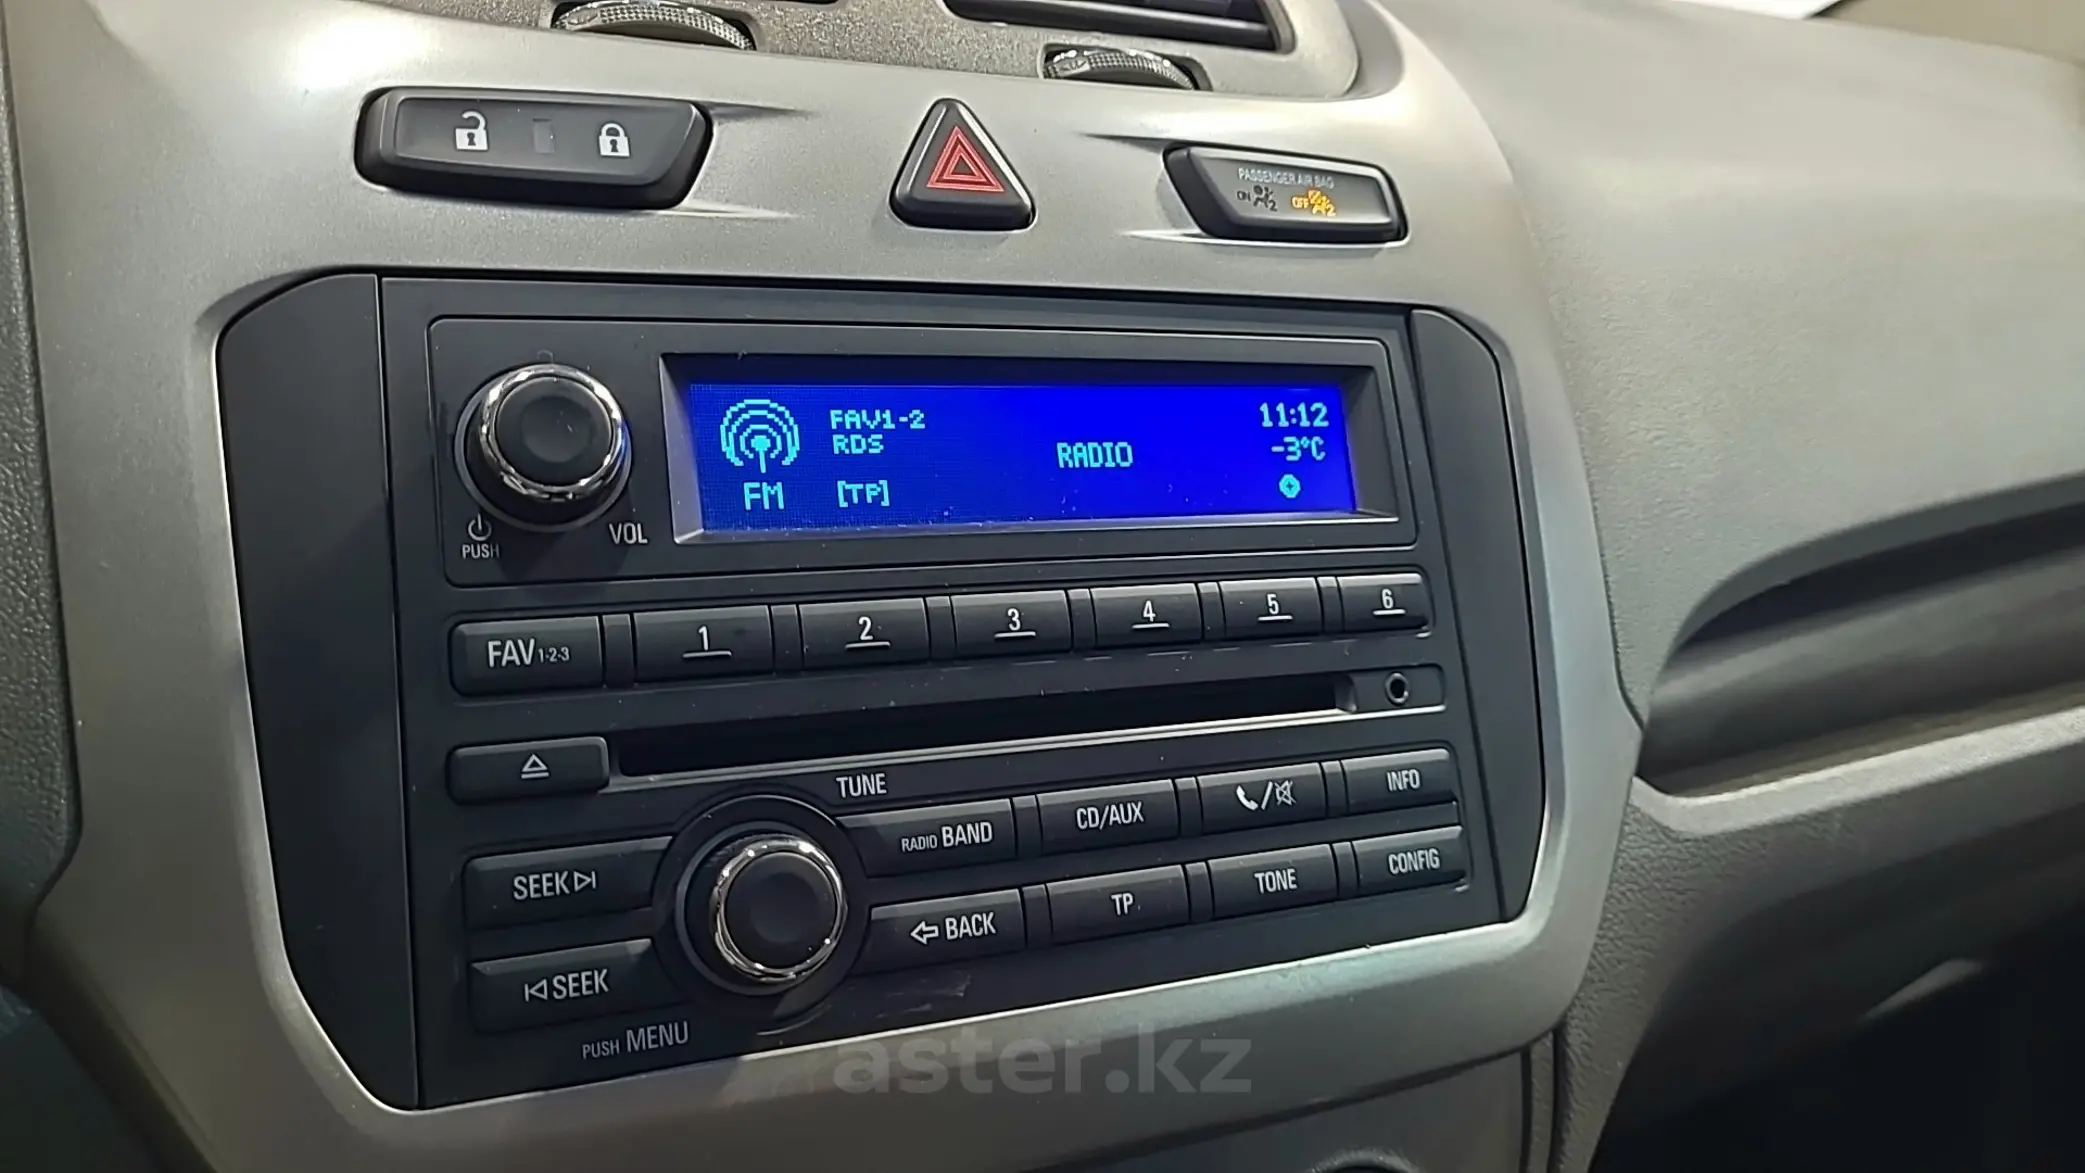 PASSENGER AIR BAG
ON 2 OFF 2
FAV1-2
RDS
11:12
-3°C
RADIO
FM
[TP]
PUSH
VOL
FAV 1-2-3
1
2
3
4
5
6
TUNE
RADIO BAND
CD/AUX
INFO
SEEK
BACK
TP
TONE
CONFIG
SEEK
PUSH MENU
aster.kz